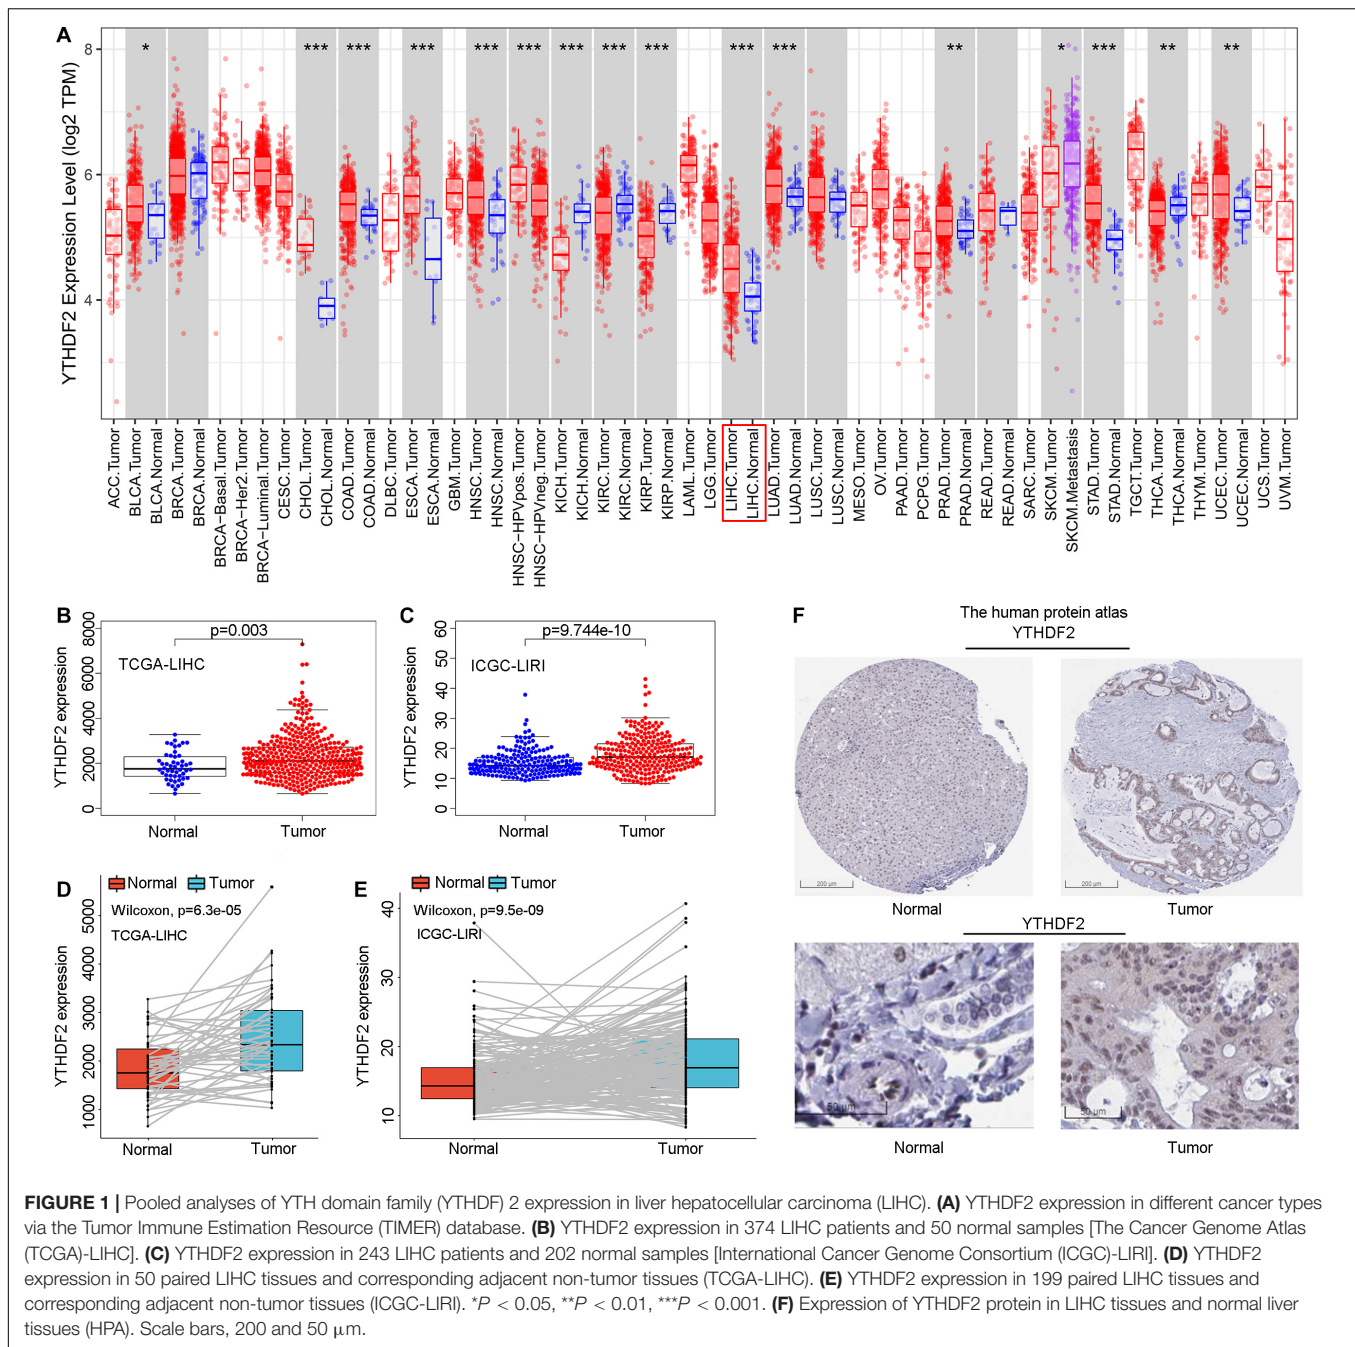 A
8
6
4
YTHDF2 Expression Level (log2 TPM)
* *** *** *** *** *** *** *** *** *** *** ** * *** ** **
ACC.Tumor
BLCA.Tumor
BLCA.Normal
BRCA.Tumor
BRCA.Normal
BRCA−Basal.Tumor
BRCA−Her2.Tumor
BRCA−Luminal.Tumor
CESC.Tumor
CHOL.Tumor
CHOL.Normal
COAD.Tumor
COAD.Normal
DLBC.Tumor
ESCA.Tumor
ESCA.Normal
GBM.Tumor
HNSC.Tumor
HNSC.Normal
HNSC−HPVpos.Tumor
HNSC−HPVneg.Tumor
KICH.Tumor
KICH.Normal
KIRC.Tumor
KIRC.Normal
KIRP.Tumor
KIRP.Normal
LAML.Tumor
LGG.Tumor
LIHC.Tumor
LIHC.Normal
LUAD.Tumor
LUAD.Normal
LUSC.Tumor
LUSC.Normal
MESO.Tumor
OV.Tumor
PAAD.Tumor
PCPG.Tumor
PRAD.Tumor
PRAD.Normal
READ.Tumor
READ.Normal
SARC.Tumor
SKCM.Tumor
SKCM.Metastasis
STAD.Tumor
STAD.Normal
TGCT.Tumor
THCA.Tumor
THCA.Normal
THYM.Tumor
UCEC.Tumor
UCEC.Normal
UCS.Tumor
UVM.Tumor
B
p=0.003
TCGA-LIHC
YTHDF2 expression
0 2000 4000 6000 8000
Normal Tumor
C
p=9.744e-10
ICGC-LIRI
YTHDF2 expression
0 10 20 30 40 50 60
Normal Tumor
D
Normal Tumor
Wilcoxon, p=6.3e-05
TCGA-LIHC
YTHDF2 expression
1000 2000 3000 4000 5000
Normal Tumor
E
Normal Tumor
Wilcoxon, p=9.5e-09
ICGC-LIRI
YTHDF2 expression
10 20 30 40
Normal Tumor
F
The human protein atlas
YTHDF2
200 μm
200 μm
Normal Tumor
YTHDF2
50 μm
50 μm
Normal Tumor
FIGURE 1 | Pooled analyses of YTH domain family (YTHDF) 2 expression in liver hepatocellular carcinoma (LIHC). (A) YTHDF2 expression in different cancer types
via the Tumor Immune Estimation Resource (TIMER) database. (B) YTHDF2 expression in 374 LIHC patients and 50 normal samples [The Cancer Genome Atlas
(TCGA)-LIHC]. (C) YTHDF2 expression in 243 LIHC patients and 202 normal samples [International Cancer Genome Consortium (ICGC)-LIRI]. (D) YTHDF2
expression in 50 paired LIHC tissues and corresponding adjacent non-tumor tissues (TCGA-LIHC). (E) YTHDF2 expression in 199 paired LIHC tissues and
corresponding adjacent non-tumor tissues (ICGC-LIRI). *P < 0.05, **P < 0.01, ***P < 0.001. (F) Expression of YTHDF2 protein in LIHC tissues and normal liver
tissues (HPA). Scale bars, 200 and 50 μm.